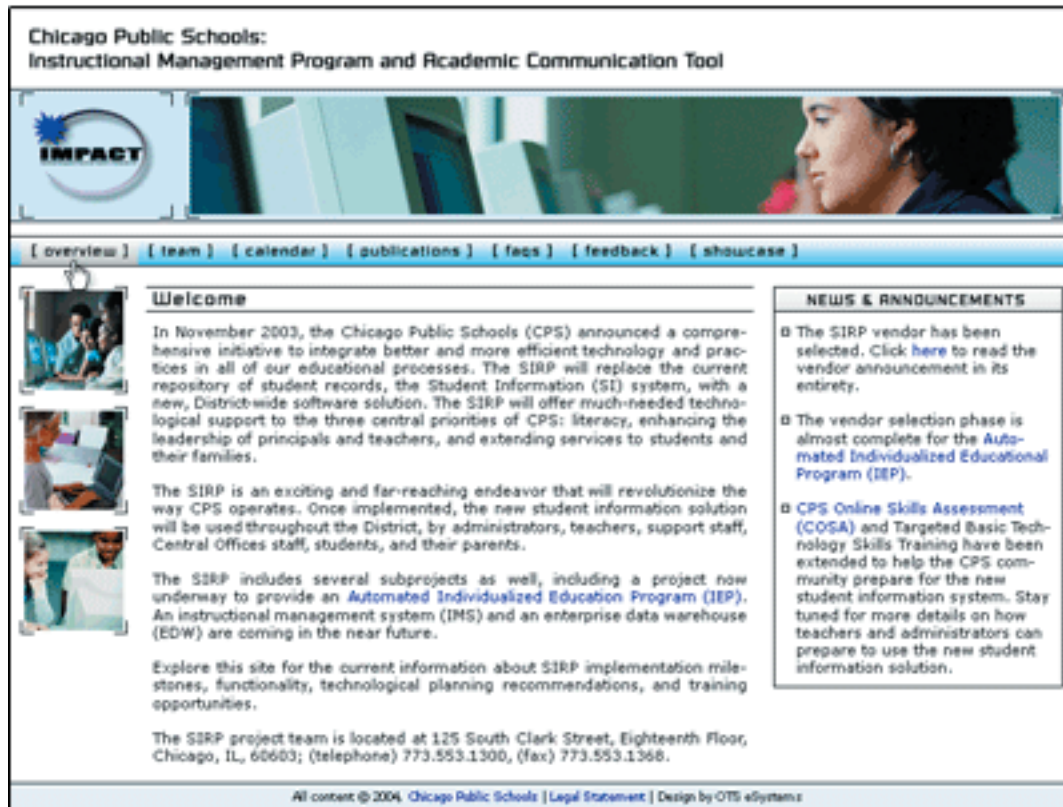 Chicago Public Schools:
Instructional Management Program and Academic Communication Tool
IMPACT
[ overview ] [ team ] [ calendar ] [ publications ] [ faqs ] [ feedback ] [ showcase ]
Welcome
In November 2003, the Chicago Public Schools (CPS) announced a compre-
hensive initiative to integrate better and more efficient technology and prac-
tices in all of our educational processes. The SIRP will replace the current
repository of student records, the Student Information (SI) system, with a
new, District-wide software solution. The SIRP will offer much-needed techno-
logical support to the three central priorities of CPS: literacy, enhancing the
leadership of principals and teachers, and extending services to students and
their families.
The SIRP is an exciting and far-reaching endeavor that will revolutionize the
way CPS operates. Once implemented, the new student information solution
will be used throughout the District, by administrators, teachers, support staff,
Central Offices staff, students, and their parents.
The SIRP includes several subprojects as well, including a project now
underway to provide an Automated Individualized Education Program (IEP).
An instructional management system (IMS) and an enterprise data warehouse
(EDW) are coming in the near future.
Explore this site for the current information about SIRP implementation mile-
stones, functionality, technological planning recommendations, and training
opportunities.
The SIRP project team is located at 125 South Clark Street, Eighteenth Floor,
Chicago, IL, 60603; (telephone) 773.553.1300, (fax) 773.553.1368.
NEWS & ANNOUNCEMENTS
The SIRP vendor has been
selected. Click here to read the
vendor announcement in its
entirety.
The vendor selection phase is
almost complete for the Auto-
mated Individualized Educational
Program (IEP).
CPS Online Skills Assessment
(COSA) and Targeted Basic Tech-
nology Skills Training have been
extended to help the CPS com-
munity prepare for the new
student information system. Stay
tuned for more details on how
teachers and administrators can
prepare to use the new student
information solution.
All content © 2004, Chicago Public Schools | Legal Statement | Design by OTS eSystems